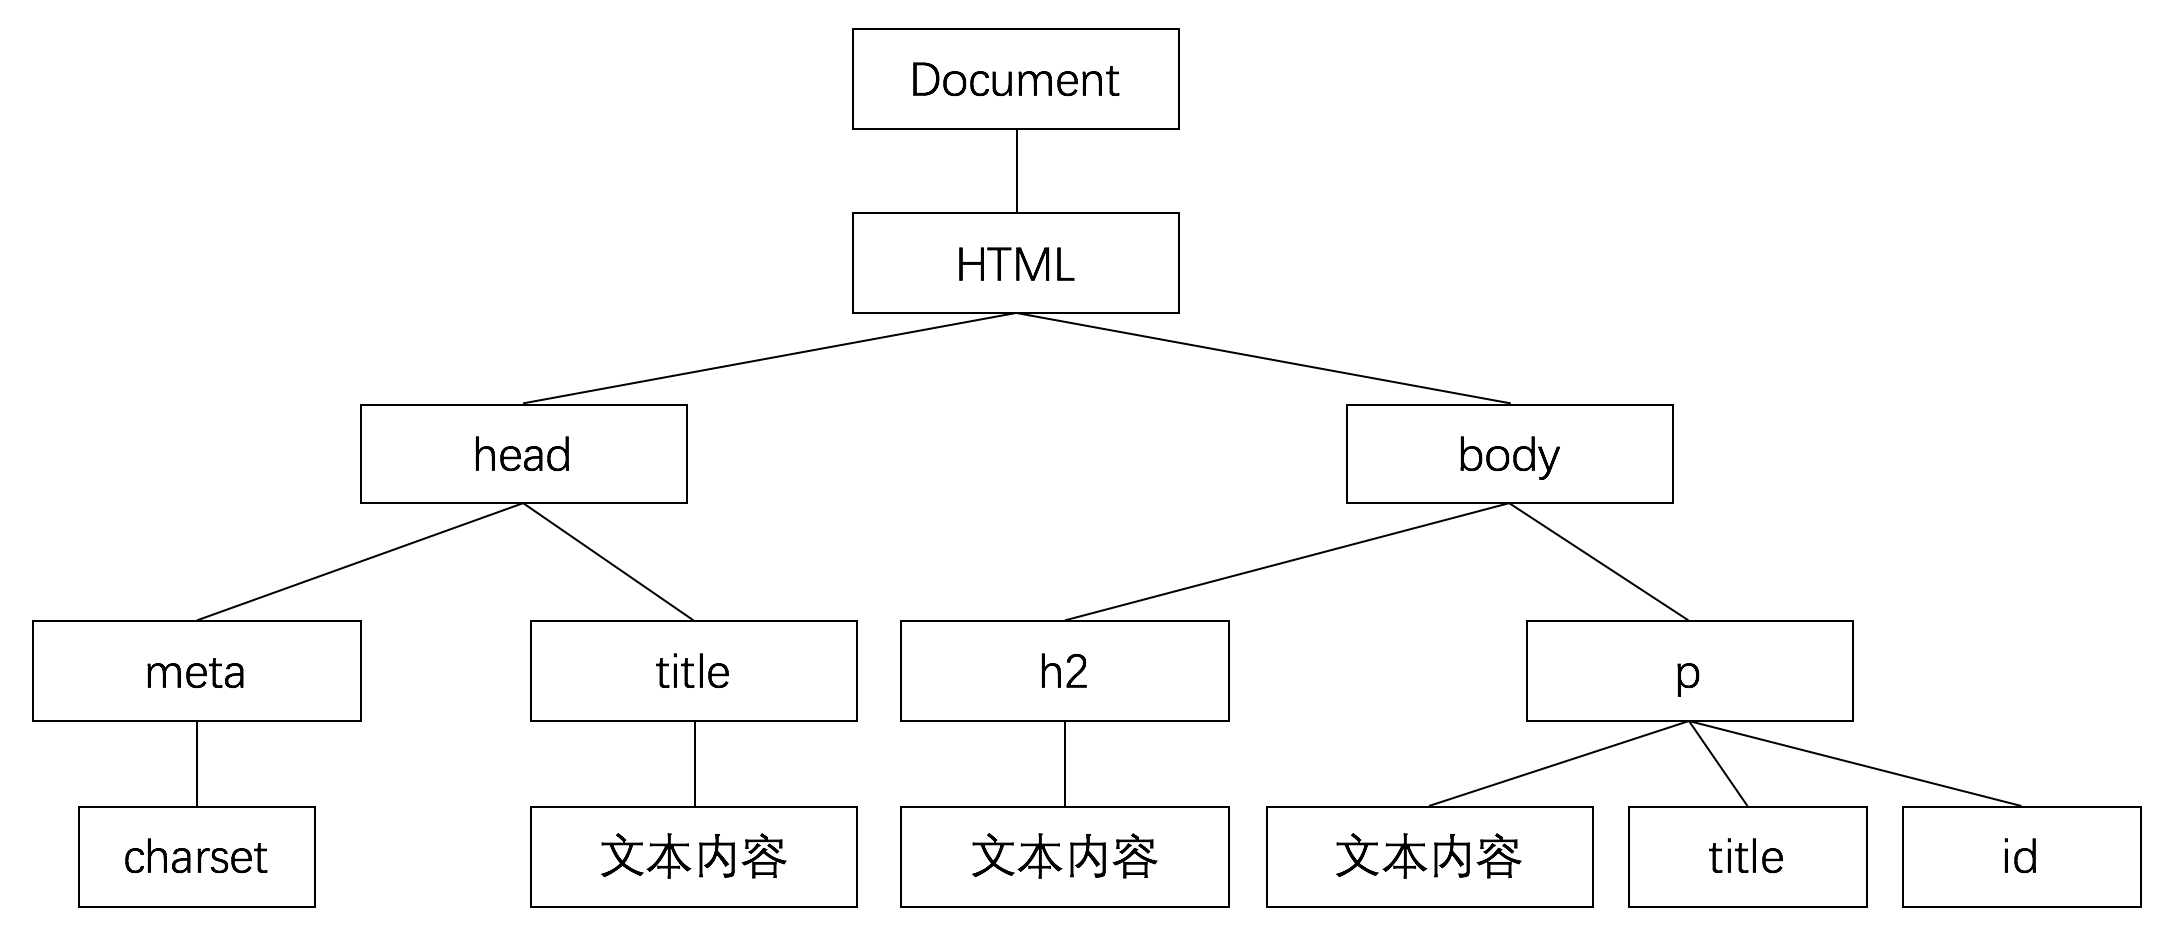 Document
HTML
head
body
meta
title
h2
p
charset
文本内容
文本内容
文本内容
title
id